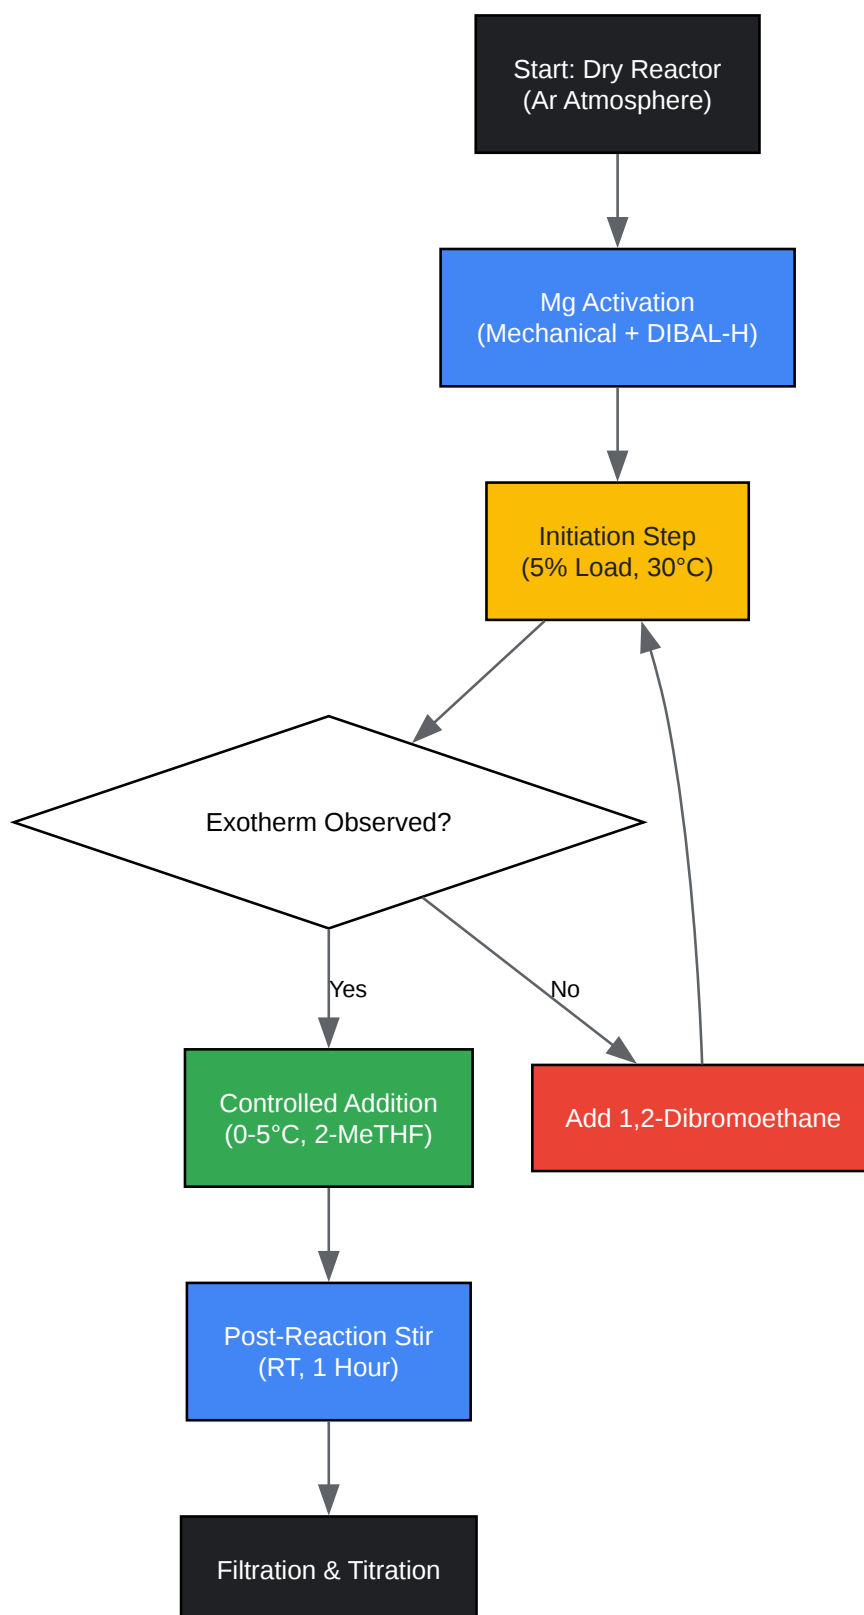 Start: Dry Reactor
(Ar Atmosphere)
Mg Activation
(Mechanical + DIBAL-H)
Initiation Step
(5% Load, 30°C)
Exotherm Observed?
Yes
No
Controlled Addition
(0-5°C, 2-MeTHF)
Add 1,2-Dibromoethane
Post-Reaction Stir
(RT, 1 Hour)
Filtration & Titration